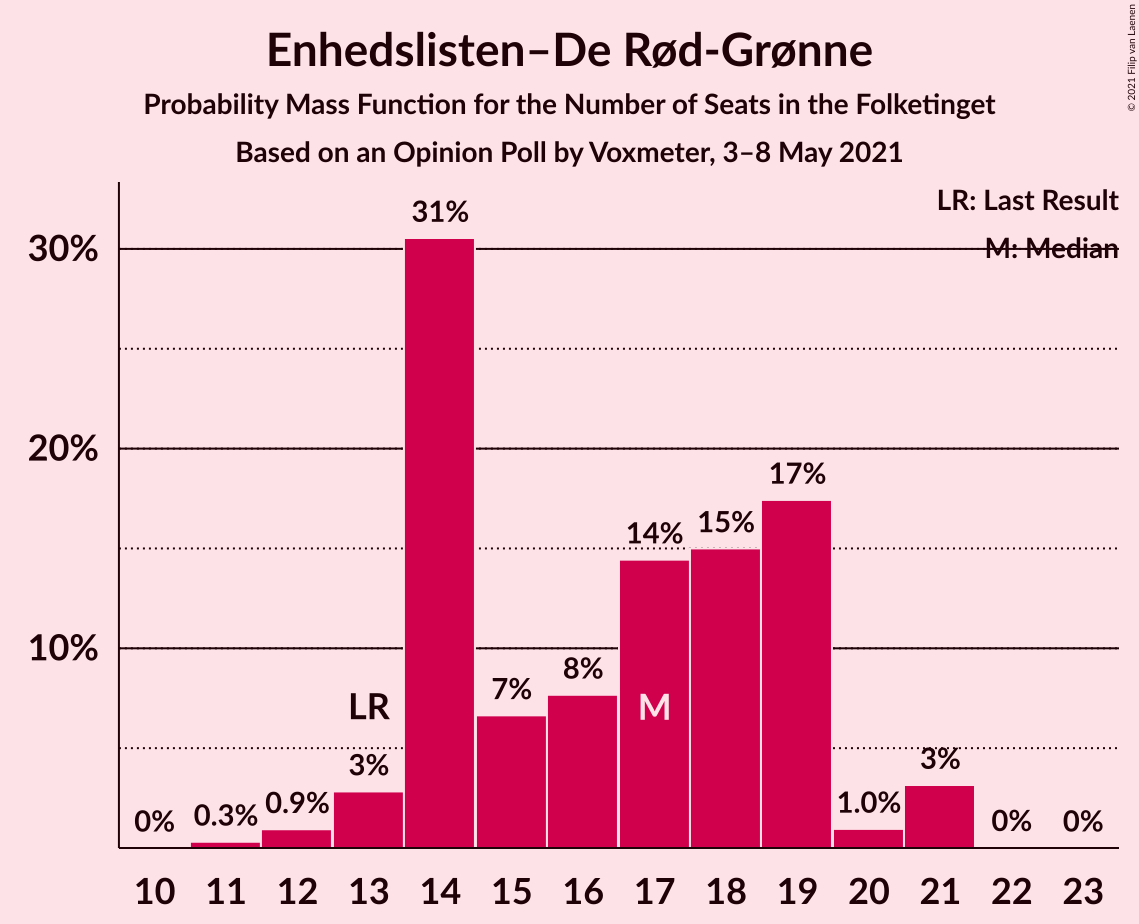 Enhedslisten–De Rød-Grønne
Probability Mass Function for the Number of Seats in the Folketinget
Based on an Opinion Poll by Voxmeter, 3–8 May 2021
© 2021 Filip van Laenen
LR: Last Result
M: Median
30%
20%
10%
0%
0.3%
0.9%
3%
LR
31%
7%
8%
14%
M
15%
17%
1.0%
3%
0%
0%
10 11 12 13 14 15 16 17 18 19 20 21 22 23